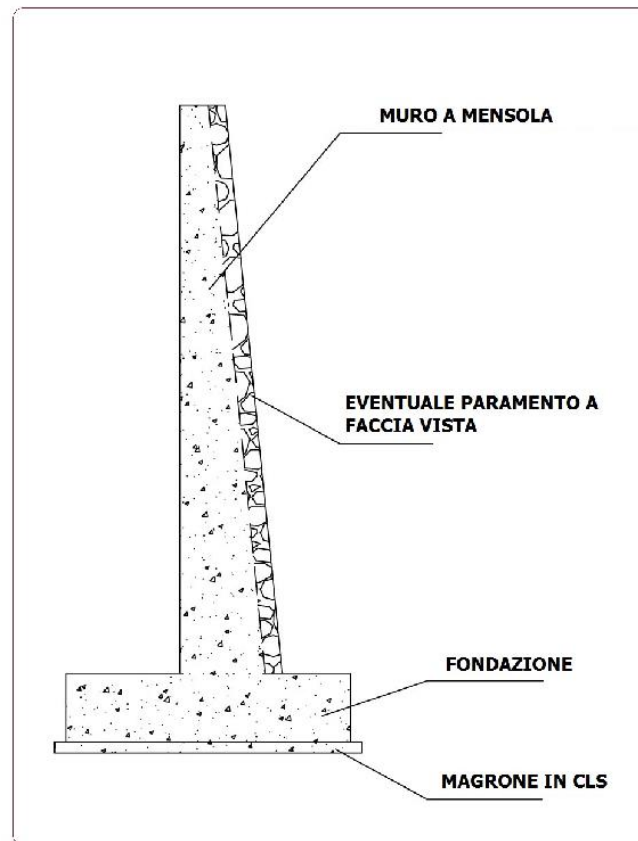 MURO A MENSOLA
EVENTUALE PARAMENTO A
FACCIA VISTA
FONDAZIONE
MAGRONE IN CLS